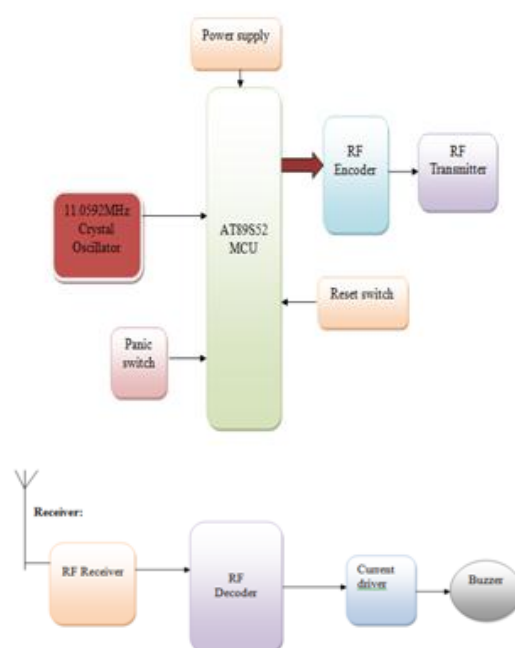 Power supply
RF
Encoder
RF
Transmitter
11.0592MHz
Crystal
Oscillator
AT89S52
MCU
Reset switch
Panic
switch
Receiver:
RF Receiver
RF
Decoder
Current
driver
Buzzer